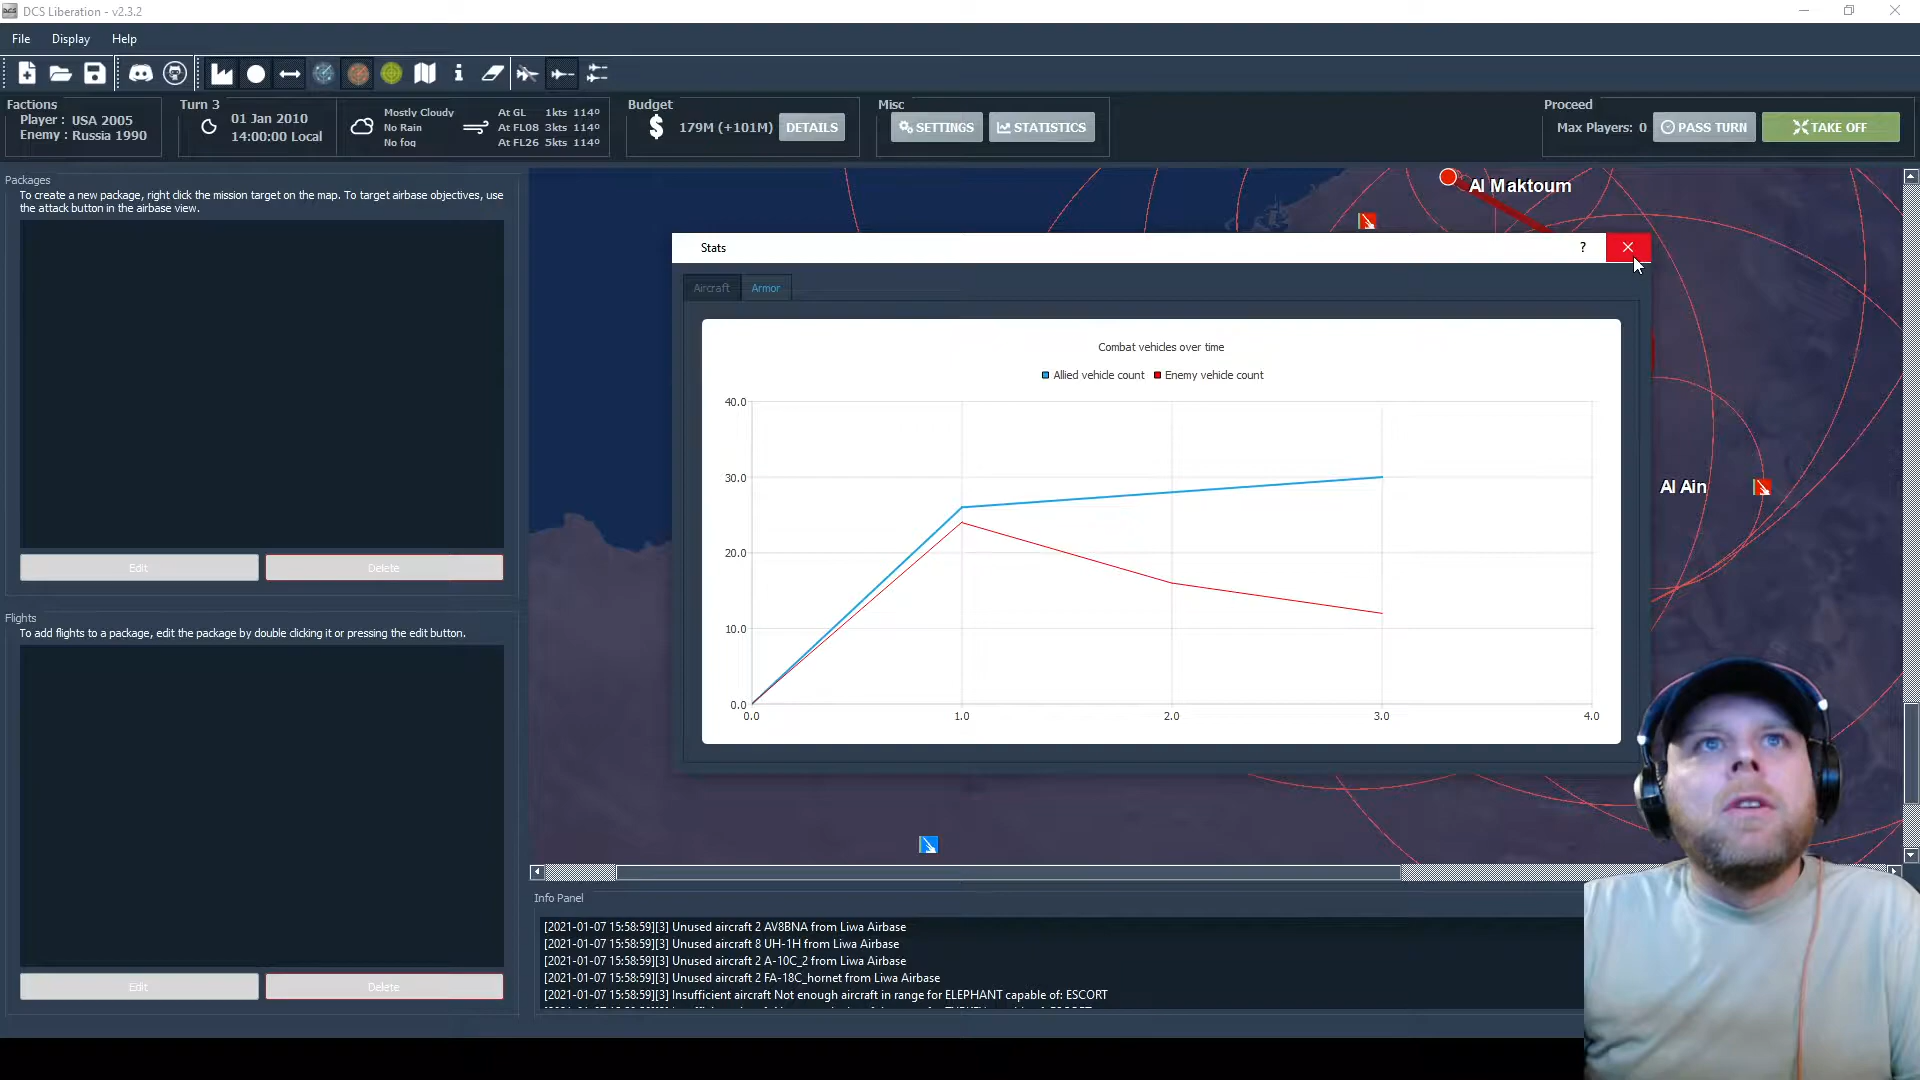 DCS Liberation - v2.3.2
File Display Help
Factions
Player : USA 2005
Enemy : Russia 1990
Turn 3
01 Jan 2010
14:00:00 Local
Mostly Cloudy
No Rain
No fog
At GL 1kts 114º
At FL08 3kts 114º
At FL26 5kts 114º
Budget
$ 179M (+101M) DETAILS
Misc
SETTINGS STATISTICS
Proceed
Max Players: 0 PASS TURN TAKE OFF
Packages
To create a new package, right click the mission target on the map. To target airbase objectives, use
the attack button in the airbase view.
Edit Delete
Flights
To add flights to a package, edit the package by double clicking it or pressing the edit button.
Edit Delete
Al Maktoum
Al Ain
Stats ?
Aircraft Armor
Combat vehicles over time
Allied vehicle count Enemy vehicle count
40.0
30.0
20.0
10.0
0.0
0.0 1.0 2.0 3.0 4.0
Info Panel
[2021-01-07 15:58:59][3] Unused aircraft 2 AV8BNA from Liwa Airbase
[2021-01-07 15:58:59][3] Unused aircraft 8 UH-1H from Liwa Airbase
[2021-01-07 15:58:59][3] Unused aircraft 2 A-10C_2 from Liwa Airbase
[2021-01-07 15:58:59][3] Unused aircraft 2 FA-18C_hornet from Liwa Airbase
[2021-01-07 15:58:59][3] Insufficient aircraft Not enough aircraft in range for ELEPHANT capable of: ESCORT